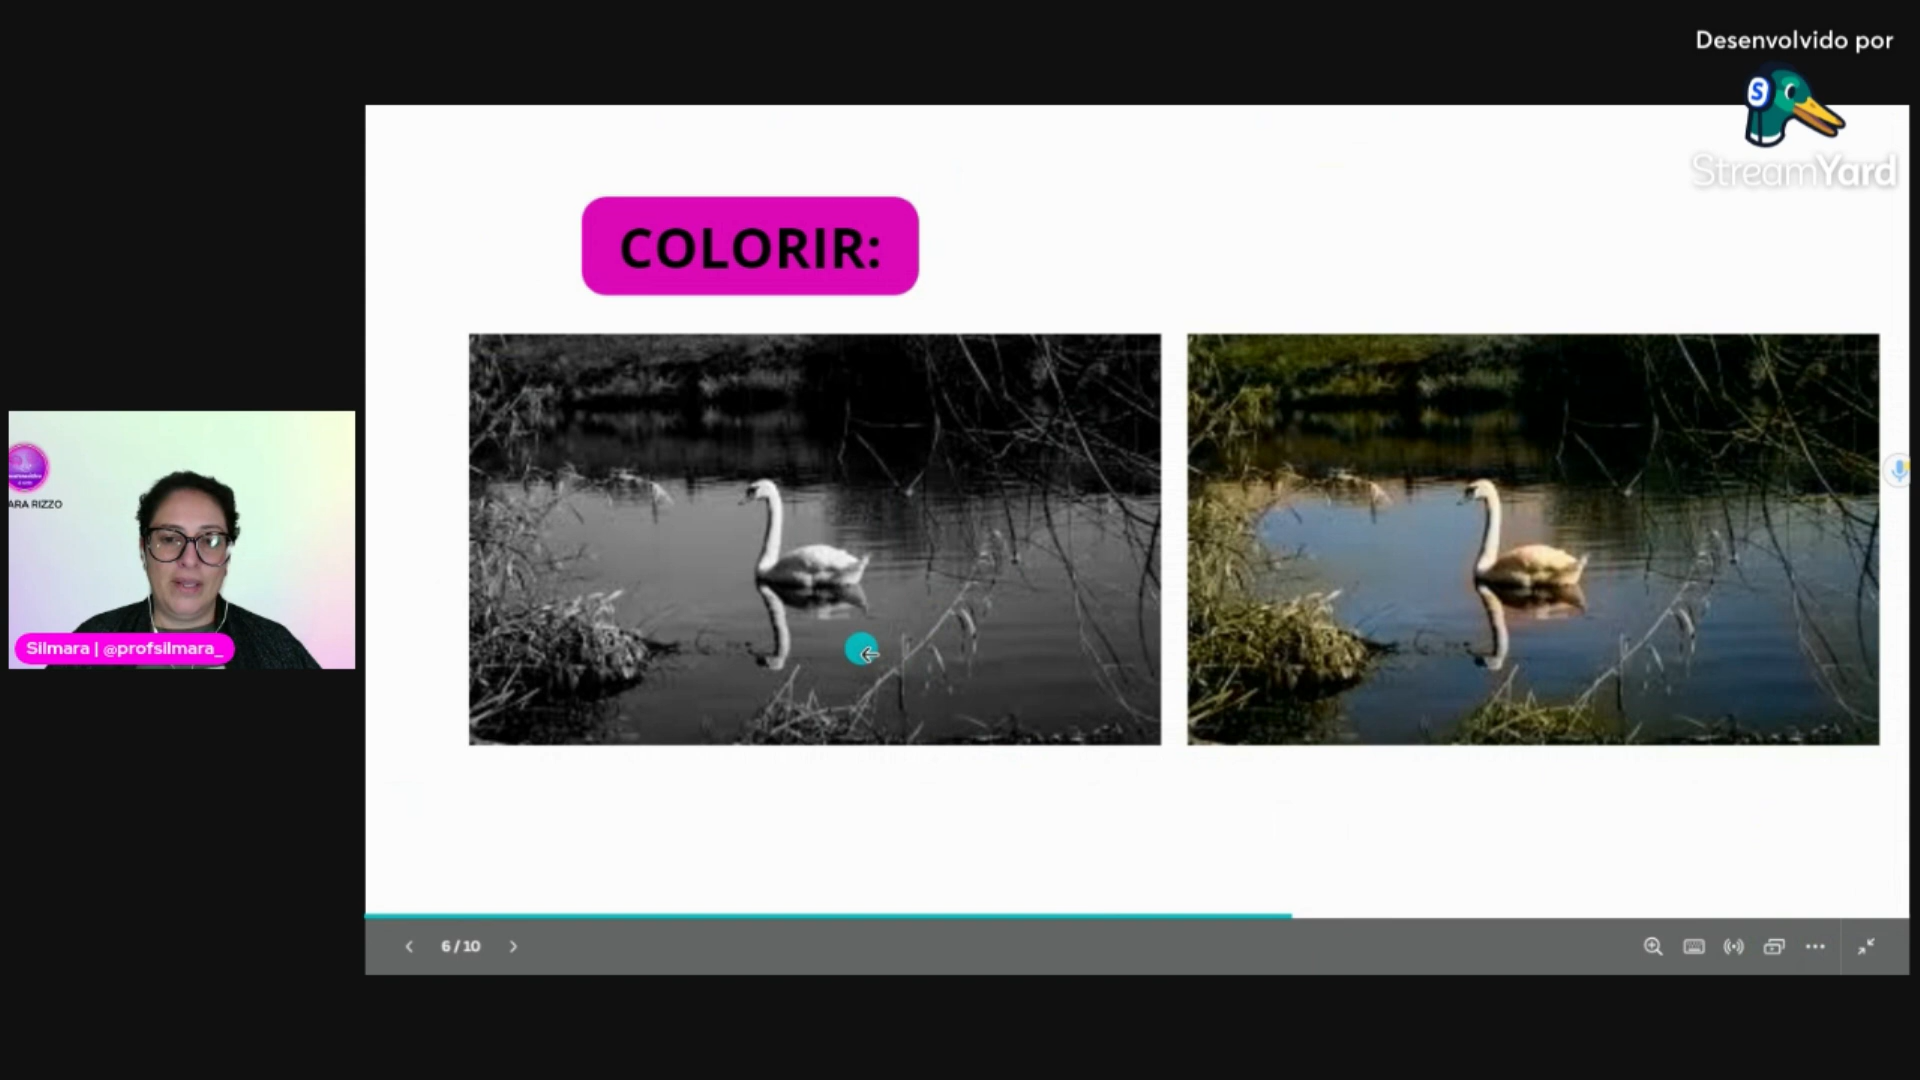 Desenvolvido por
S
StreamYard
COLORIR:
ARA RIZZO
Silmara | @profsilmara_
6 / 10